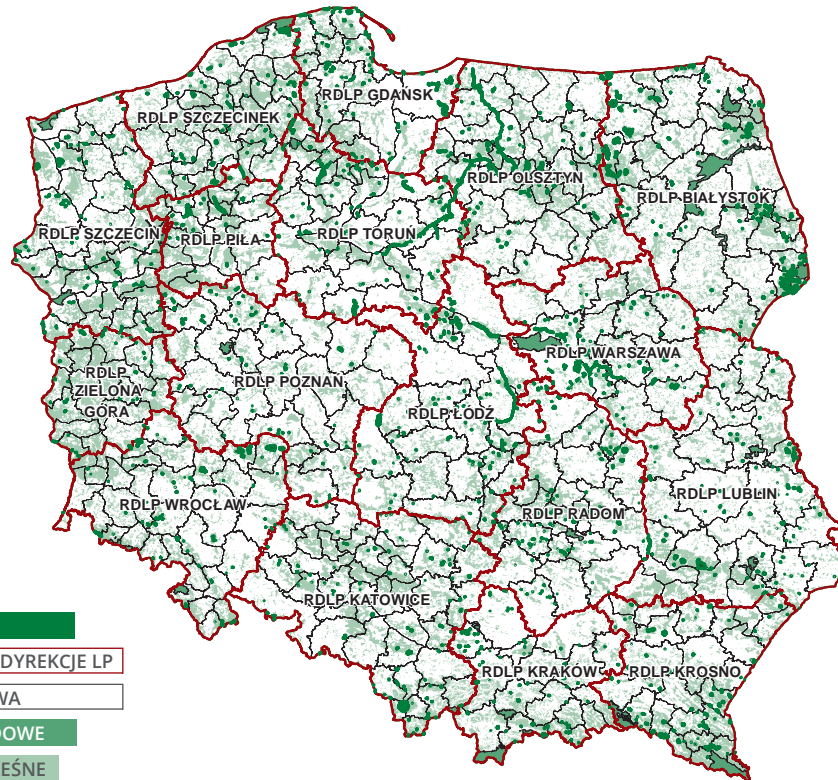 RDLP GDAŃSK
RDLP SZCZECINEK
RDLP OLSZTYN
RDLP BIAŁYSTOK
RDLP SZCZECIN
RDLP PIŁA
RDLP TORUŃ
RDLP WARSZAWA
RDLP
ZIELONA
GÓRA
RDLP POZNAŃ
RDLP ŁÓDŹ
RDLP WROCŁAW
RDLP RADOM
RDLP LUBLIN
RDLP KATOWICE
RDLP KRAKÓW
RDLP KROSNO
DYREKCJE LP
WA
DOWE
EŚNE